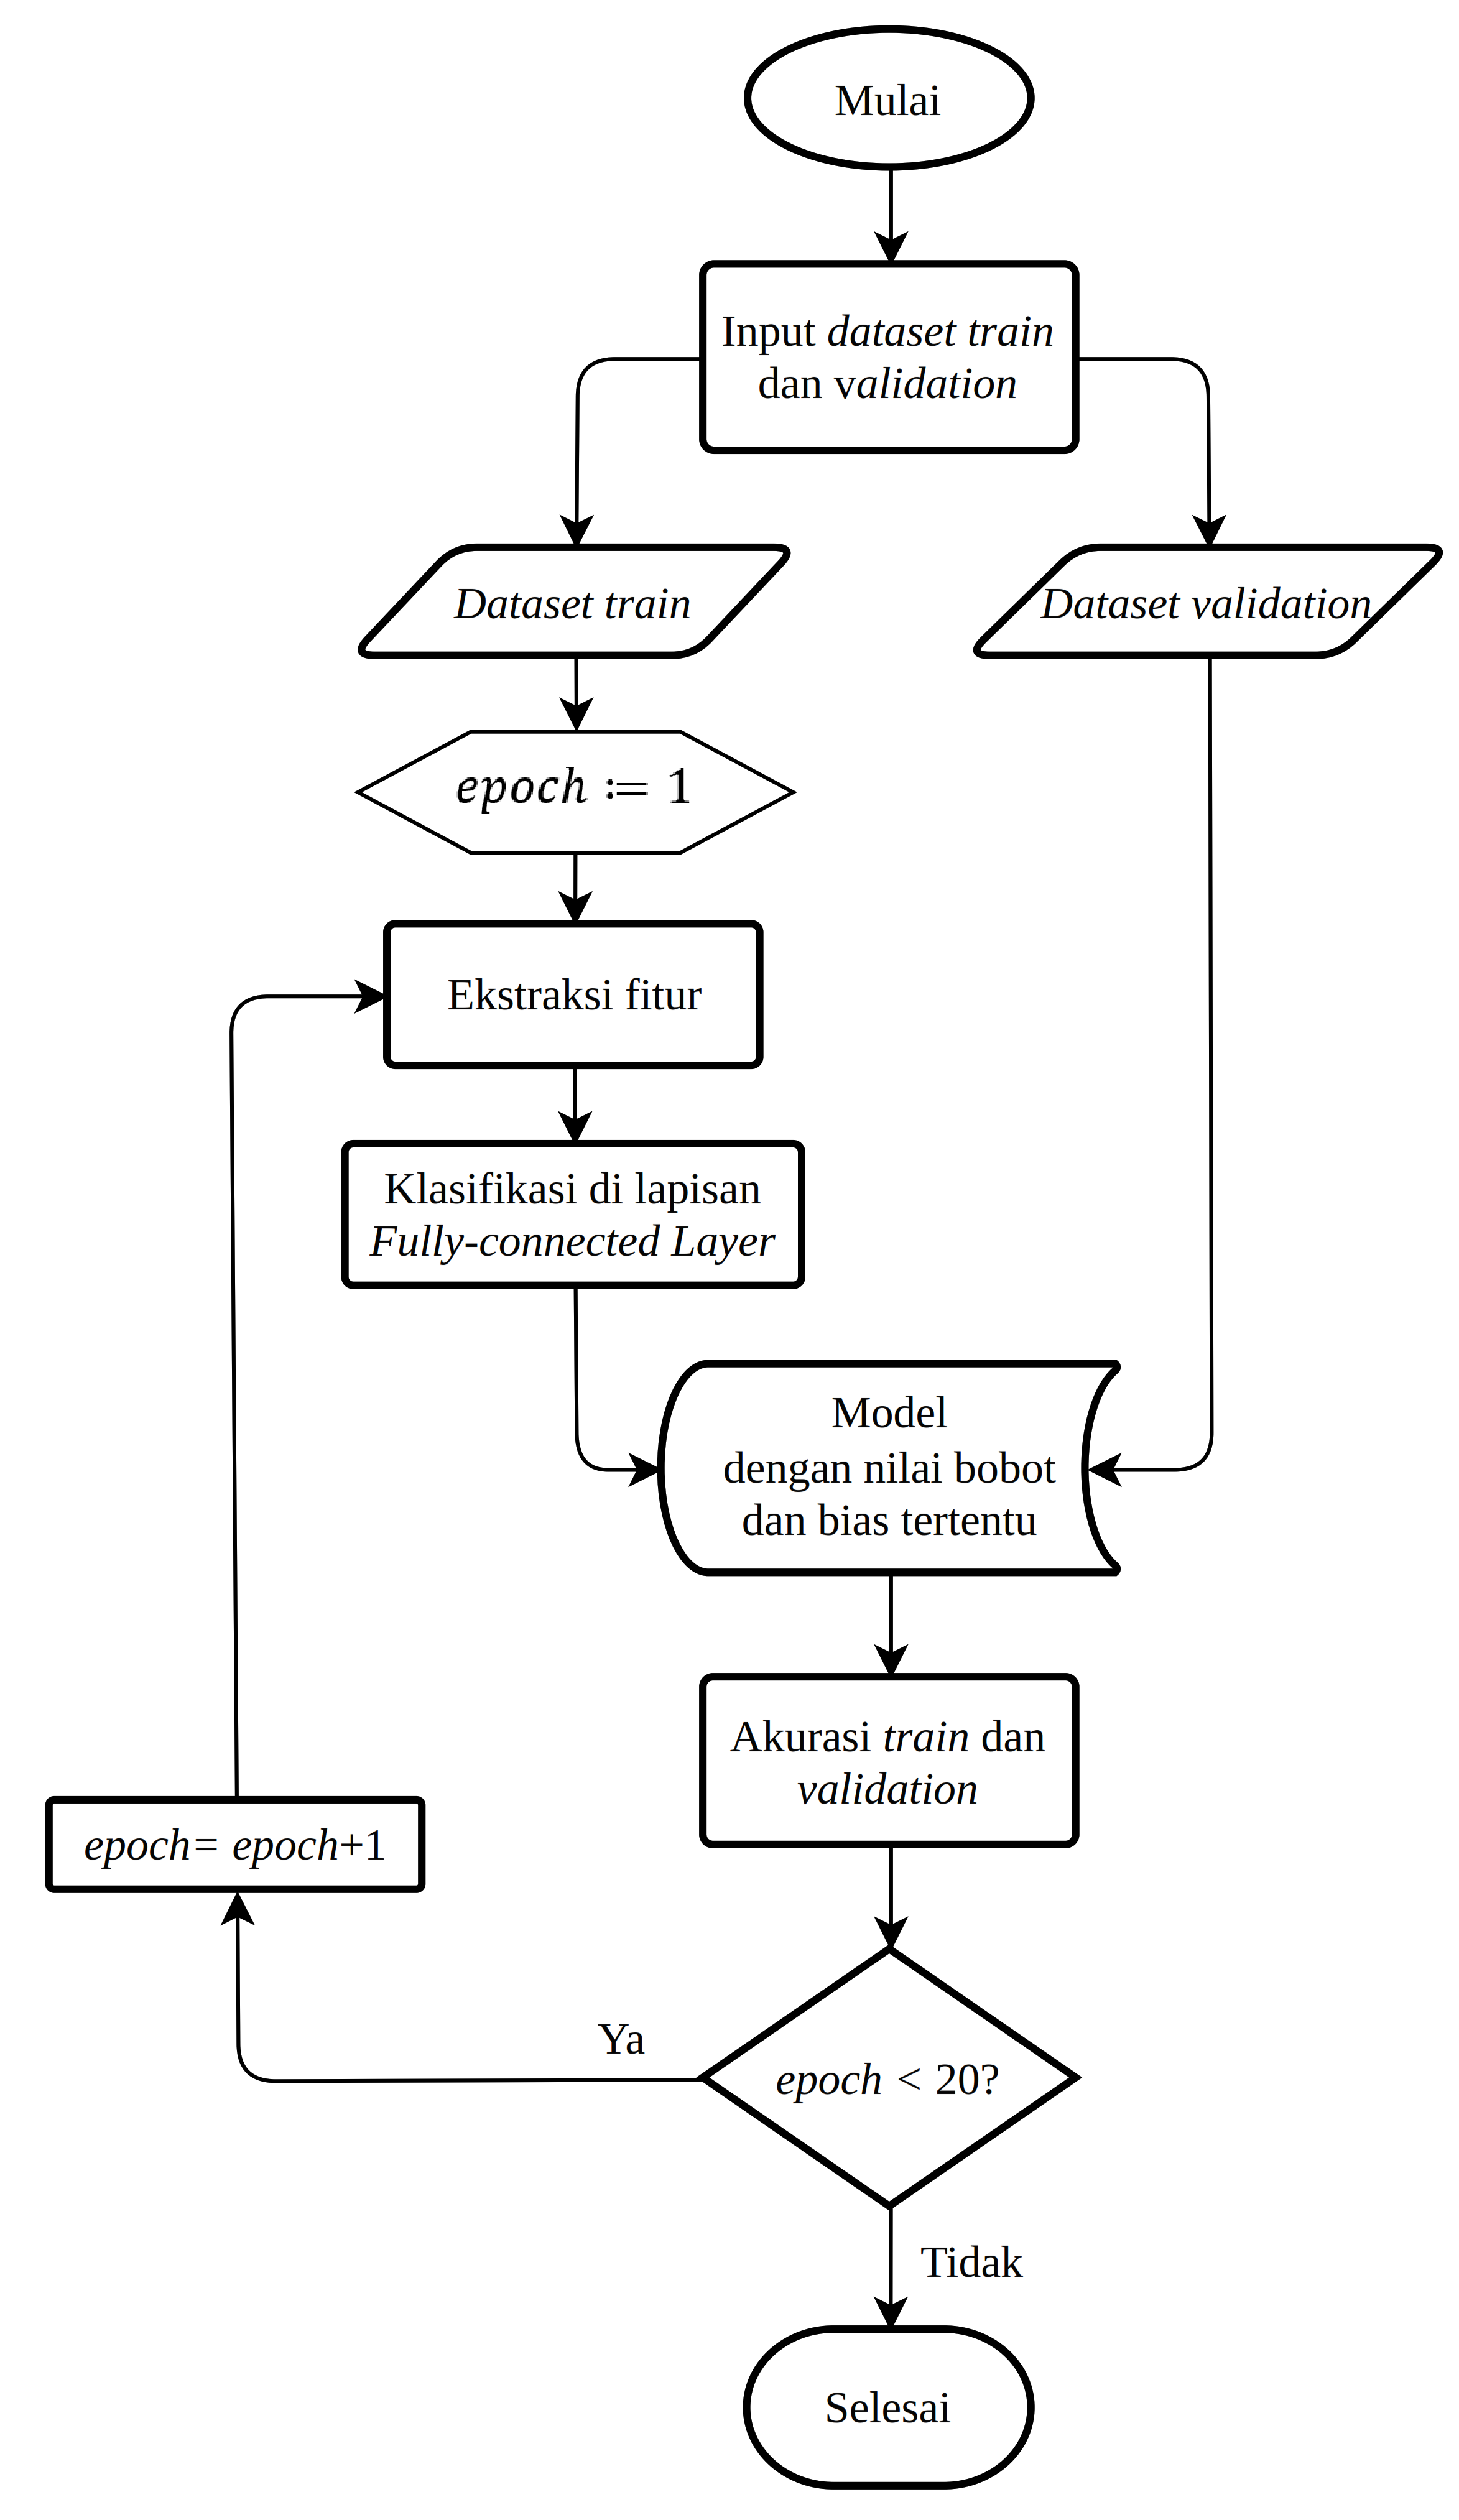 Mulai
Input dataset train
dan validation
Dataset train
Dataset validation
epoch ≔ 1
Ekstraksi fitur
Klasifikasi di lapisan
Fully-connected Layer
Model
dengan nilai bobot
dan bias tertentu
Akurasi train dan
validation
epoch= epoch+1
Ya
epoch < 20?
Tidak
Selesai